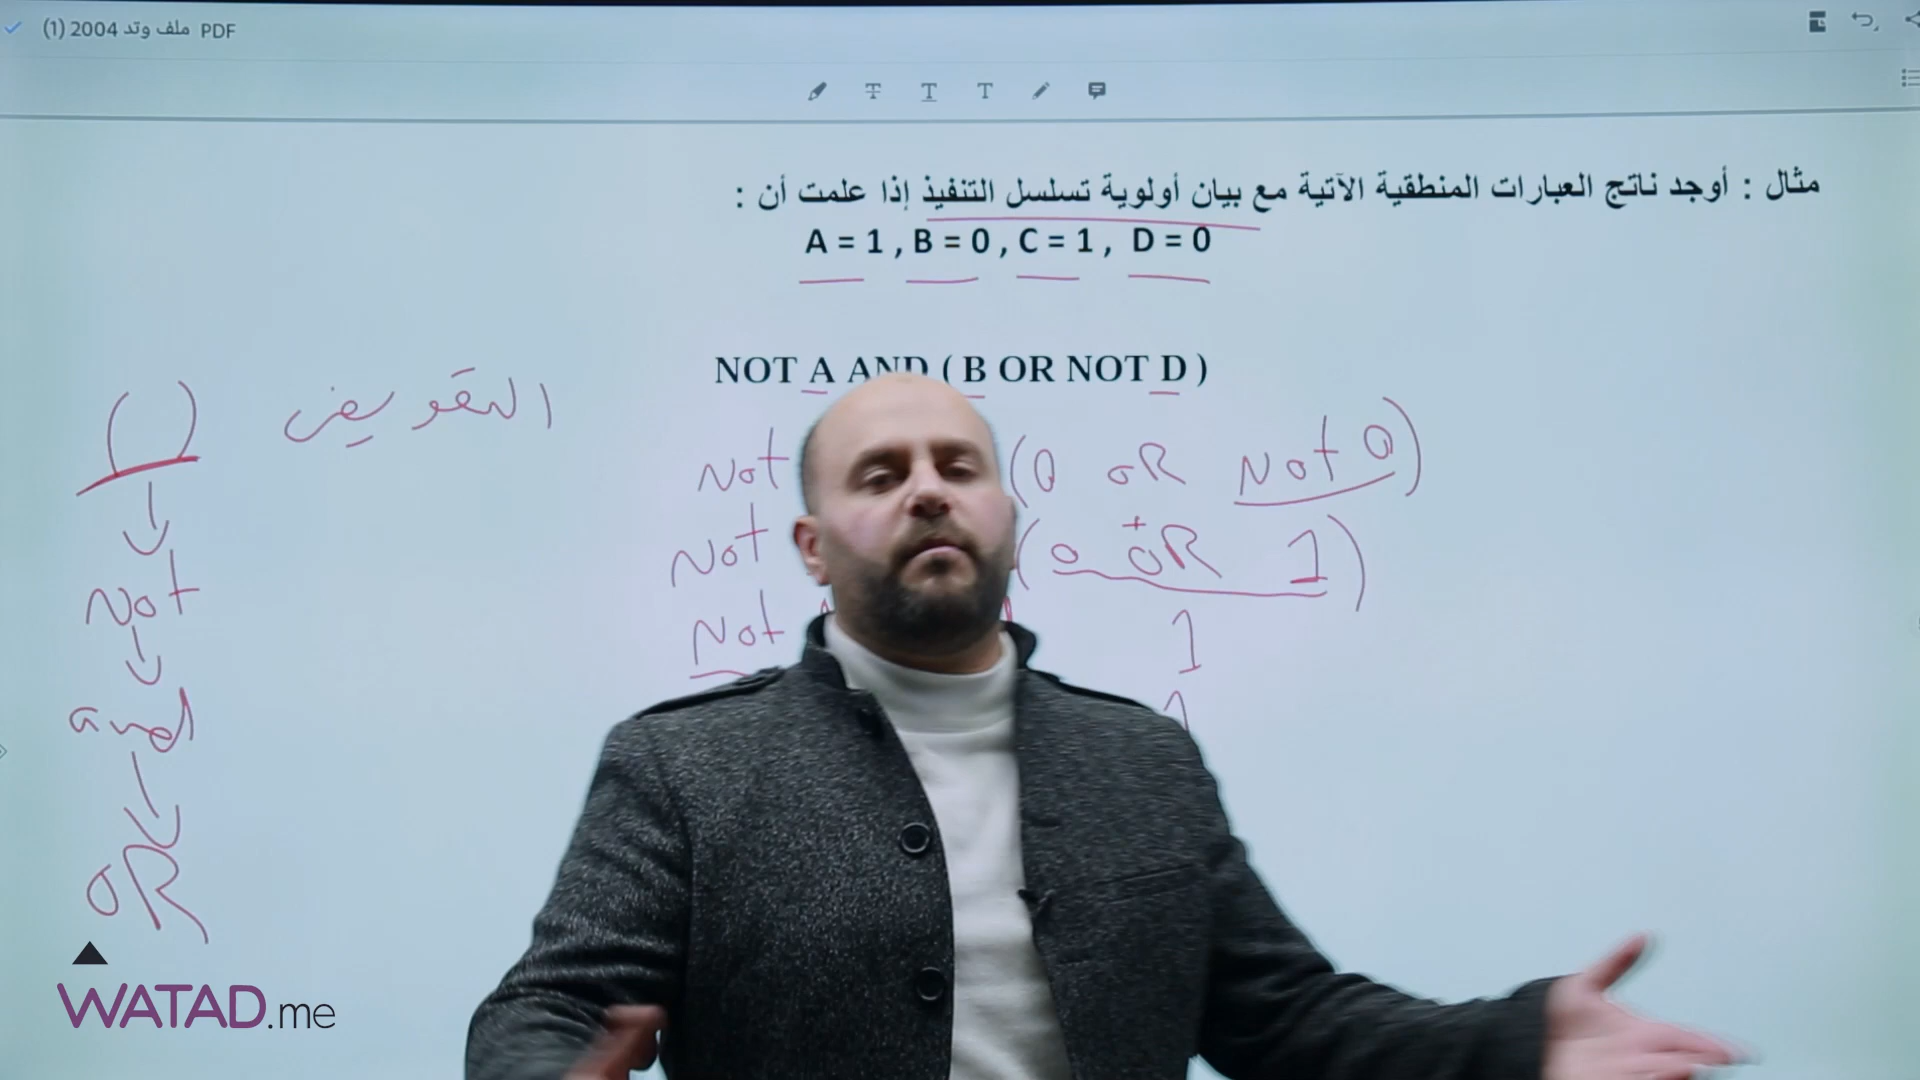 ملف وتد 2004 (1) PDF
مثال : أوجد ناتج العبارات المنطقية الآتية مع بيان أولوية تسلسل التنفيذ إذا علمت أن :
A = 1 , B = 0 , C = 1 , D = 0
NOT A AND ( B OR NOT D )
( ) التعويض
Not (0 OR Not 0)
Not (0 OR 1)
Not 1
1
Not
and
OR
WATAD.me